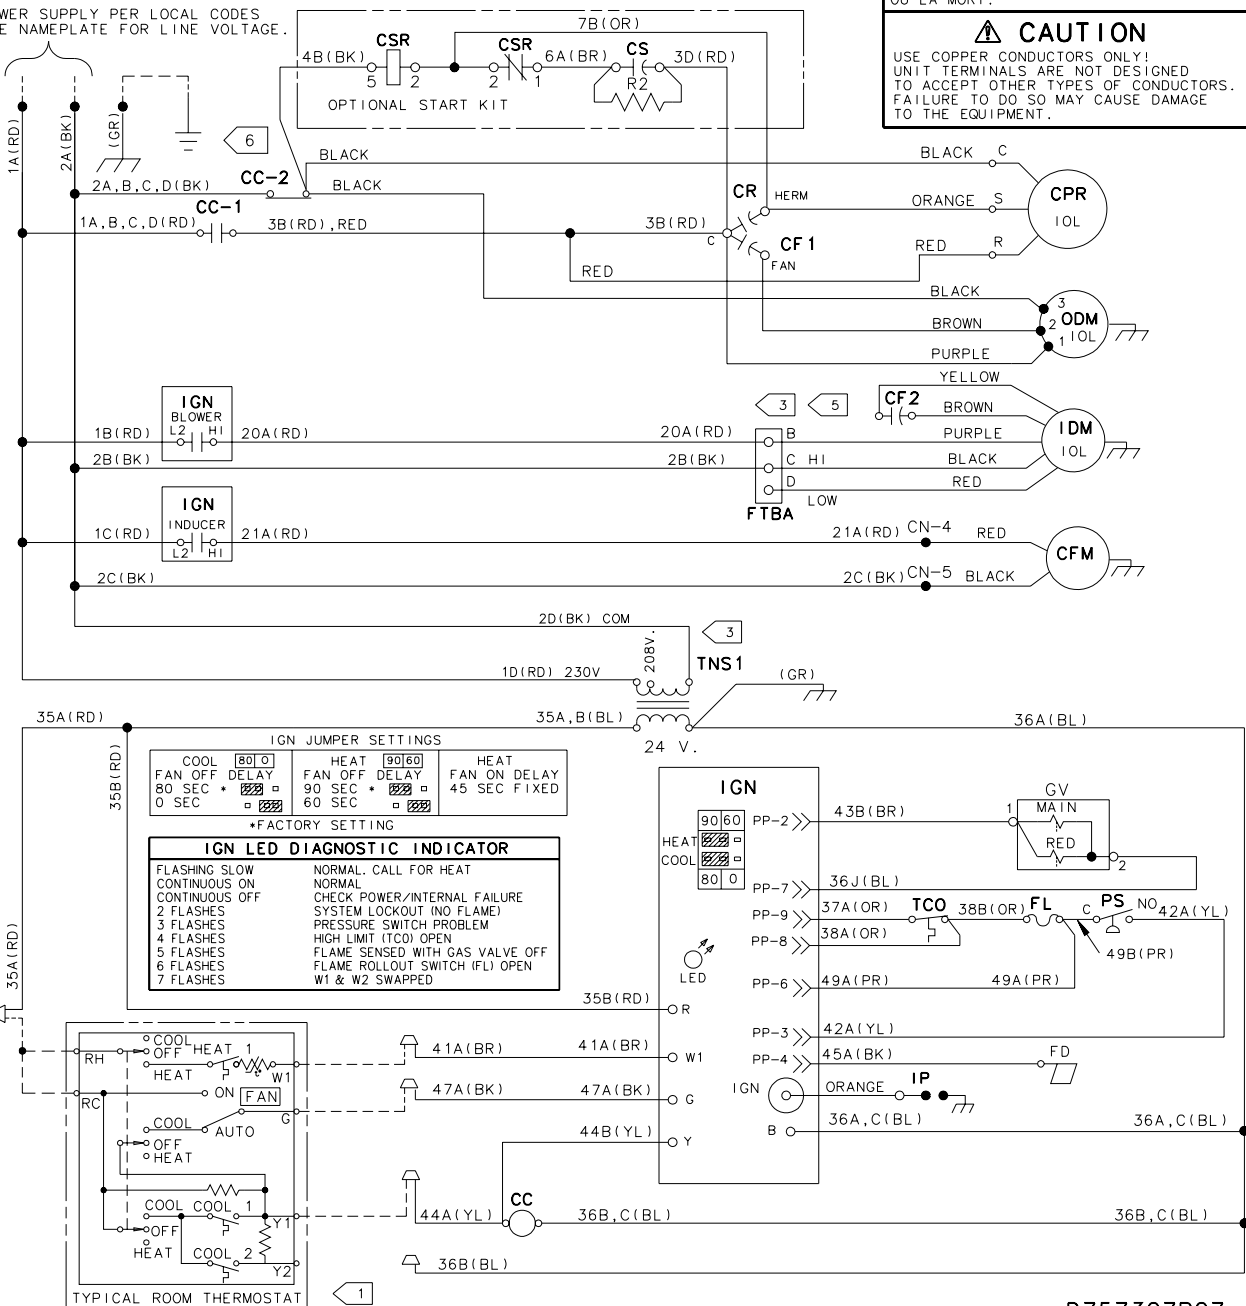 WER SUPPLY PER LOCAL CODES
E NAMEPLATE FOR LINE VOLTAGE.
OU LA MORT.
⚠ CAUTION
USE COPPER CONDUCTORS ONLY!
UNIT TERMINALS ARE NOT DESIGNED
TO ACCEPT OTHER TYPES OF CONDUCTORS.
FAILURE TO DO SO MAY CAUSE DAMAGE
TO THE EQUIPMENT.
7B(OR)
4B(BK) CSR CSR 6A(BR) CS 3D(RD)
5 2 2 1 R2
OPTIONAL START KIT
1A(RD)
2A(BK)
(GR)
6
BLACK BLACK C
2A,B,C,D(BK) CC-2 BLACK
CR HERM ORANGE S CPR
IOL
1A,B,C,D(RD) CC-1 3B(RD),RED 3B(RD) C
CF1 RED R
FAN
RED
BLACK 3
BROWN 2 ODM
1 IOL
PURPLE
YELLOW
IGN
BLOWER
L2 HI
3 5 CF2 BROWN
1B(RD) 20A(RD) 20A(RD) B PURPLE IDM
IOL
2B(BK) 2B(BK) C HI BLACK
D RED
LOW
FTBA
IGN
INDUCER
L2 HI
1C(RD) 21A(RD) 21A(RD) CN-4 RED
CFM
2C(BK) 2C(BK) CN-5 BLACK
2D(BK) COM 3
208V.
TNS1
1D(RD) 230V (GR)
35A(RD) 35A,B(BL) 36A(BL)
24 V.
35B(RD)
IGN JUMPER SETTINGS
COOL 80 0
FAN OFF DELAY
80 SEC *
0 SEC
HEAT 90 60
FAN OFF DELAY
90 SEC *
60 SEC
HEAT
FAN ON DELAY
45 SEC FIXED
*FACTORY SETTING
IGN LED DIAGNOSTIC INDICATOR
FLASHING SLOW NORMAL. CALL FOR HEAT
CONTINUOUS ON NORMAL
CONTINUOUS OFF CHECK POWER/INTERNAL FAILURE
2 FLASHES SYSTEM LOCKOUT (NO FLAME)
3 FLASHES PRESSURE SWITCH PROBLEM
4 FLASHES HIGH LIMIT (TCO) OPEN
5 FLASHES FLAME SENSED WITH GAS VALVE OFF
6 FLASHES FLAME ROLLOUT SWITCH (FL) OPEN
7 FLASHES W1 & W2 SWAPPED
IGN
90 60
HEAT
COOL
80 0
LED
PP-2 43B(BR) 1 GV
MAIN
RED
2
PP-7 36J(BL)
PP-9 37A(OR) TCO 38B(OR) FL C PS NO 42A(YL)
PP-8 38A(OR)
49B(PR)
PP-6 49A(PR) 49A(PR)
35A(RD)
35B(RD) R
PP-3 42A(YL)
PP-4 45A(BK) FD
IGN ORANGE IP
B 36A,C(BL) 36A,C(BL)
COOL
RH OFF HEAT 1
HEAT W1
41A(BR) 41A(BR) W1
RC ON FAN
47A(BK) 47A(BK) G
G
COOL AUTO
OFF
HEAT
44B(YL) Y
COOL COOL 1
OFF Y1
HEAT COOL 2
Y2
44A(YL) CC 36B,C(BL) 36B,C(BL)
36B(BL)
TYPICAL ROOM THERMOSTAT 1